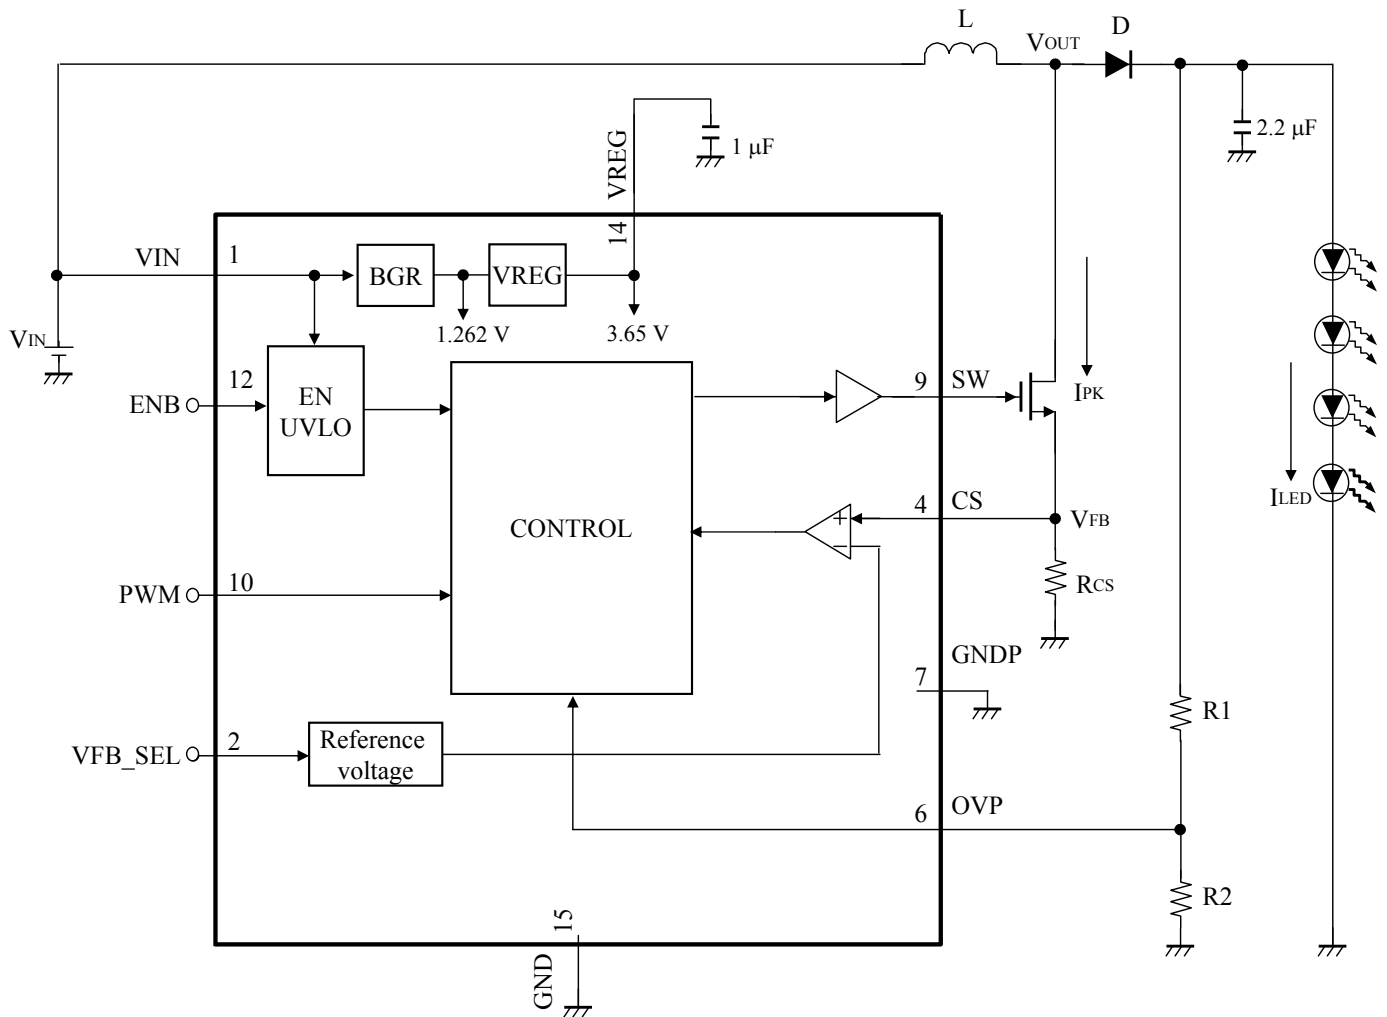 L
VOUT
D
2.2 μF
1 μF
VREG
14
VIN
1
BGR
VREG
1.262 V
3.65 V
VIN
ENB
12
EN
UVLO
9
SW
IPK
ILED
CONTROL
4
CS
VFB
RCS
PWM
10
GNDP
7
R1
VFB_SEL
2
Reference
voltage
6
OVP
R2
15
GND